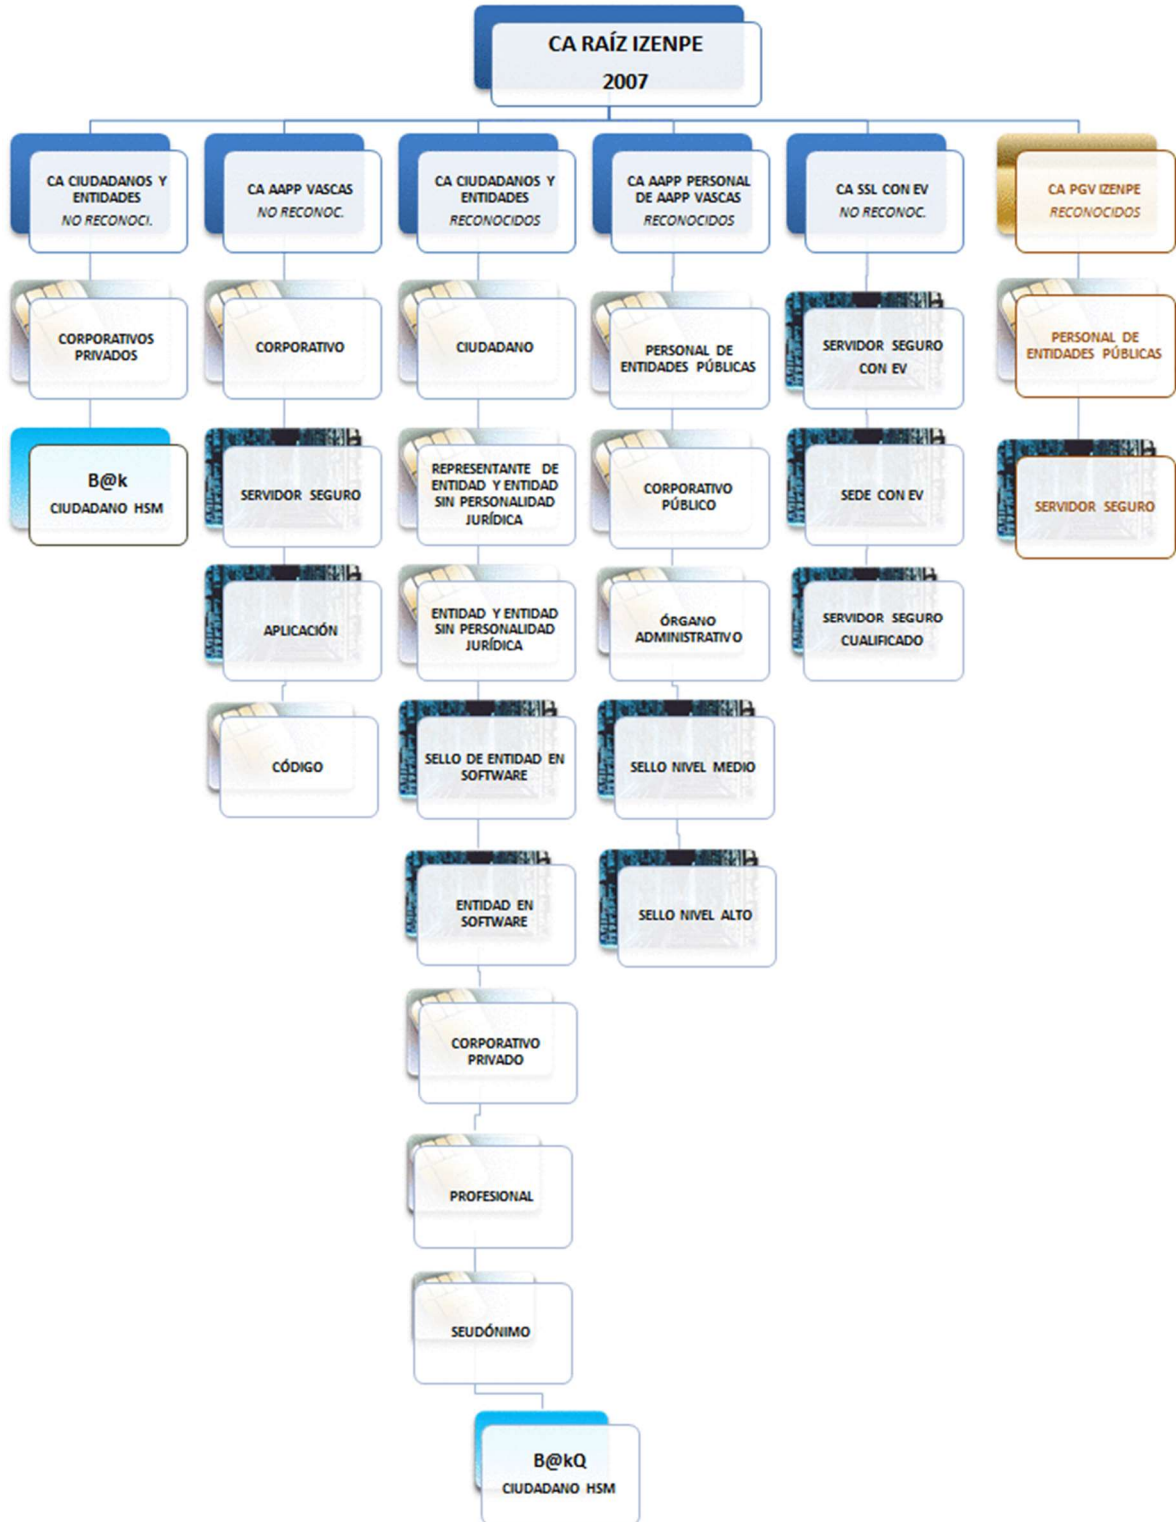 CA RAÍZ IZENPE
2007
CA CIUDADANOS Y
ENTIDADES
NO RECONOCI.
CORPORATIVOS
PRIVADOS
B@k
CIUDADANO HSM
CA AAPP VASCAS
NO RECONOC.
CORPORATIVO
SERVIDOR SEGURO
APLICACIÓN
CÓDIGO
CA CIUDADANOS Y
ENTIDADES
RECONOCIDOS
CIUDADANO
REPRESENTANTE DE
ENTIDAD Y ENTIDAD
SIN PERSONALIDAD
JURÍDICA
ENTIDAD Y ENTIDAD
SIN PERSONALIDAD
JURÍDICA
SELLO DE ENTIDAD EN
SOFTWARE
ENTIDAD EN
SOFTWARE
CORPORATIVO
PRIVADO
PROFESIONAL
SEUDÓNIMO
B@kQ
CIUDADANO HSM
CA AAPP PERSONAL
DE AAPP VASCAS
RECONOCIDOS
PERSONAL DE
ENTIDADES PÚBLICAS
CORPORATIVO
PÚBLICO
ÓRGANO
ADMINISTRATIVO
SELLO NIVEL MEDIO
SELLO NIVEL ALTO
CA SSL CON EV
NO RECONOC.
SERVIDOR SEGURO
CON EV
SEDE CON EV
SERVIDOR SEGURO
CUALIFICADO
CA PGV IZENPE
RECONOCIDOS
PERSONAL DE
ENTIDADES PÚBLICAS
SERVIDOR SEGURO